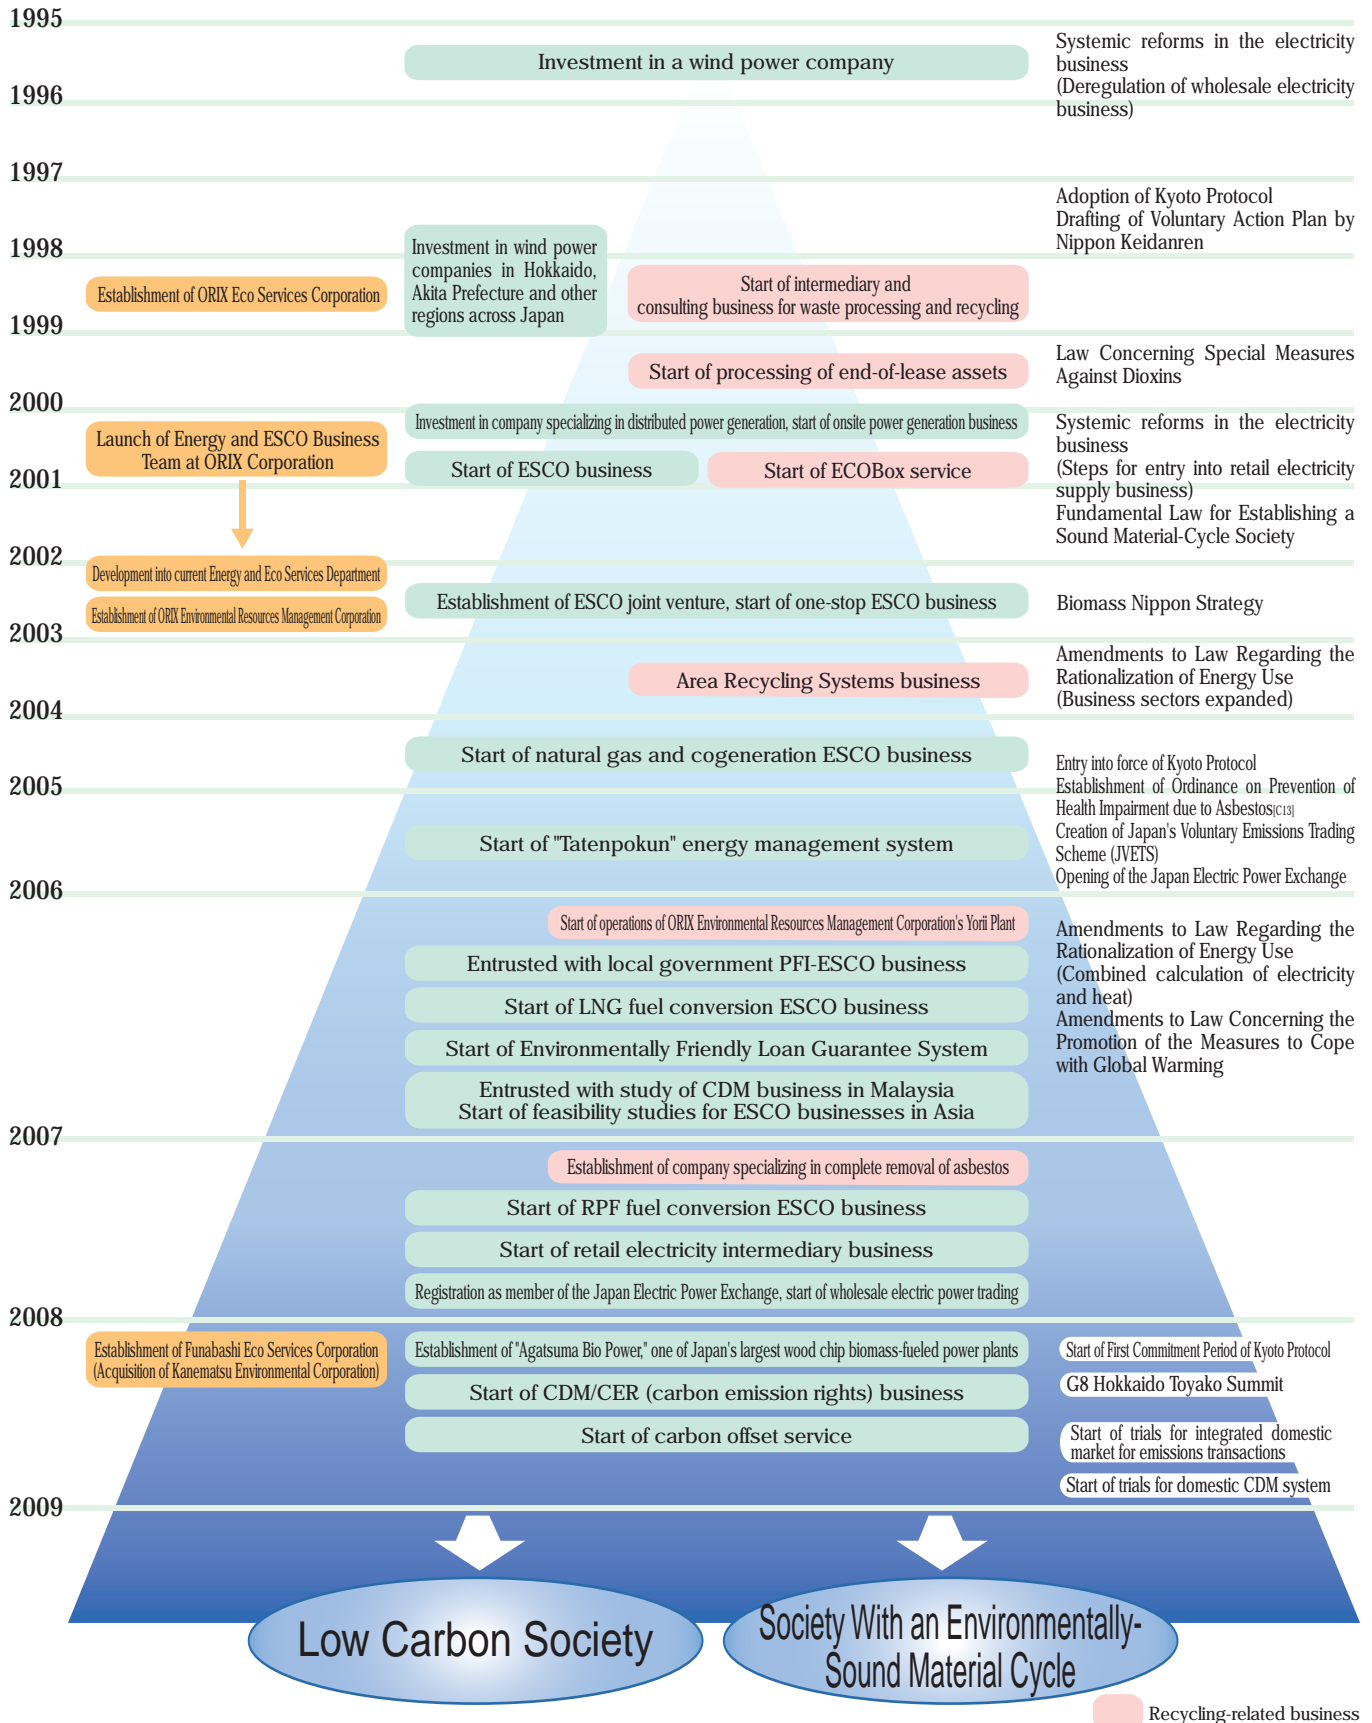 1995
Investment in a wind power company
Systemic reforms in the electricity
business
(Deregulation of wholesale electricity
business)
1996
1997
Adoption of Kyoto Protocol
Drafting of Voluntary Action Plan by
Nippon Keidanren
1998
Investment in wind power
companies in Hokkaido,
Akita Prefecture and other
regions across Japan
Establishment of ORIX Eco Services Corporation
Start of intermediary and
consulting business for waste processing and recycling
1999
Start of processing of end-of-lease assets
Law Concerning Special Measures
Against Dioxins
2000
Investment in company specializing in distributed power generation, start of onsite power generation business
Launch of Energy and ESCO Business
Team at ORIX Corporation
Start of ESCO business
Start of ECOBox service
Systemic reforms in the electricity
business
(Steps for entry into retail electricity
supply business)
Fundamental Law for Establishing a
Sound Material-Cycle Society
2001
2002
Development into current Energy and Eco Services Department
Establishment of ORIX Environmental Resources Management Corporation
Establishment of ESCO joint venture, start of one-stop ESCO business
Biomass Nippon Strategy
2003
Area Recycling Systems business
Amendments to Law Regarding the
Rationalization of Energy Use
(Business sectors expanded)
2004
Start of natural gas and cogeneration ESCO business
2005
Entry into force of Kyoto Protocol
Establishment of Ordinance on Prevention of
Health Impairment due to Asbestos[C13]
Creation of Japan's Voluntary Emissions Trading
Scheme (JVETS)
Opening of the Japan Electric Power Exchange
Start of "Tatenpokun" energy management system
2006
Start of operations of ORIX Environmental Resources Management Corporation's Yorii Plant
Entrusted with local government PFI-ESCO business
Start of LNG fuel conversion ESCO business
Start of Environmentally Friendly Loan Guarantee System
Entrusted with study of CDM business in Malaysia
Start of feasibility studies for ESCO businesses in Asia
Amendments to Law Regarding the
Rationalization of Energy Use
(Combined calculation of electricity
and heat)
Amendments to Law Concerning the
Promotion of the Measures to Cope
with Global Warming
2007
Establishment of company specializing in complete removal of asbestos
Start of RPF fuel conversion ESCO business
Start of retail electricity intermediary business
Registration as member of the Japan Electric Power Exchange, start of wholesale electric power trading
2008
Establishment of Funabashi Eco Services Corporation
(Acquisition of Kanematsu Environmental Corporation)
Establishment of "Agatsuma Bio Power," one of Japan's largest wood chip biomass-fueled power plants
Start of CDM/CER (carbon emission rights) business
Start of carbon offset service
Start of First Commitment Period of Kyoto Protocol
G8 Hokkaido Toyako Summit
Start of trials for integrated domestic
market for emissions transactions
Start of trials for domestic CDM system
2009
Low Carbon Society
Society With an Environmentally-
Sound Material Cycle
Recycling-related business